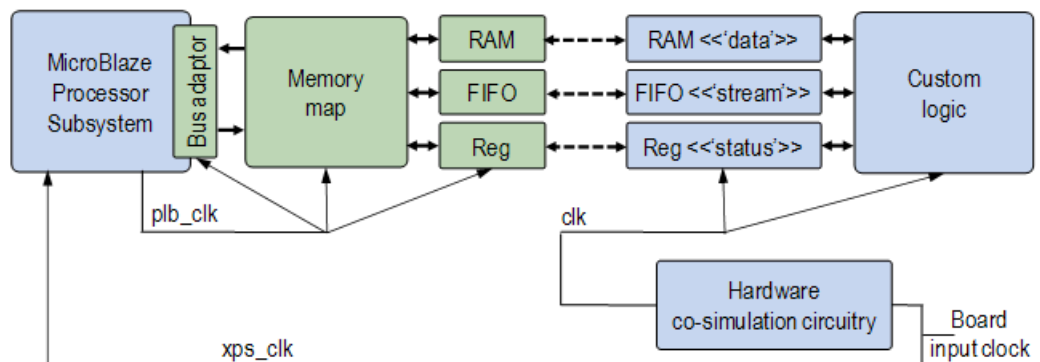 MicroBlaze
Processor
Subsystem
Bus adaptor
Memory
map
RAM
FIFO
Reg
RAM <<'data'>>
FIFO <<'stream'>>
Reg <<'status'>>
Custom
logic
plb_clk
clk
Hardware
co-simulation circuitry
Board
input clock
xps_clk